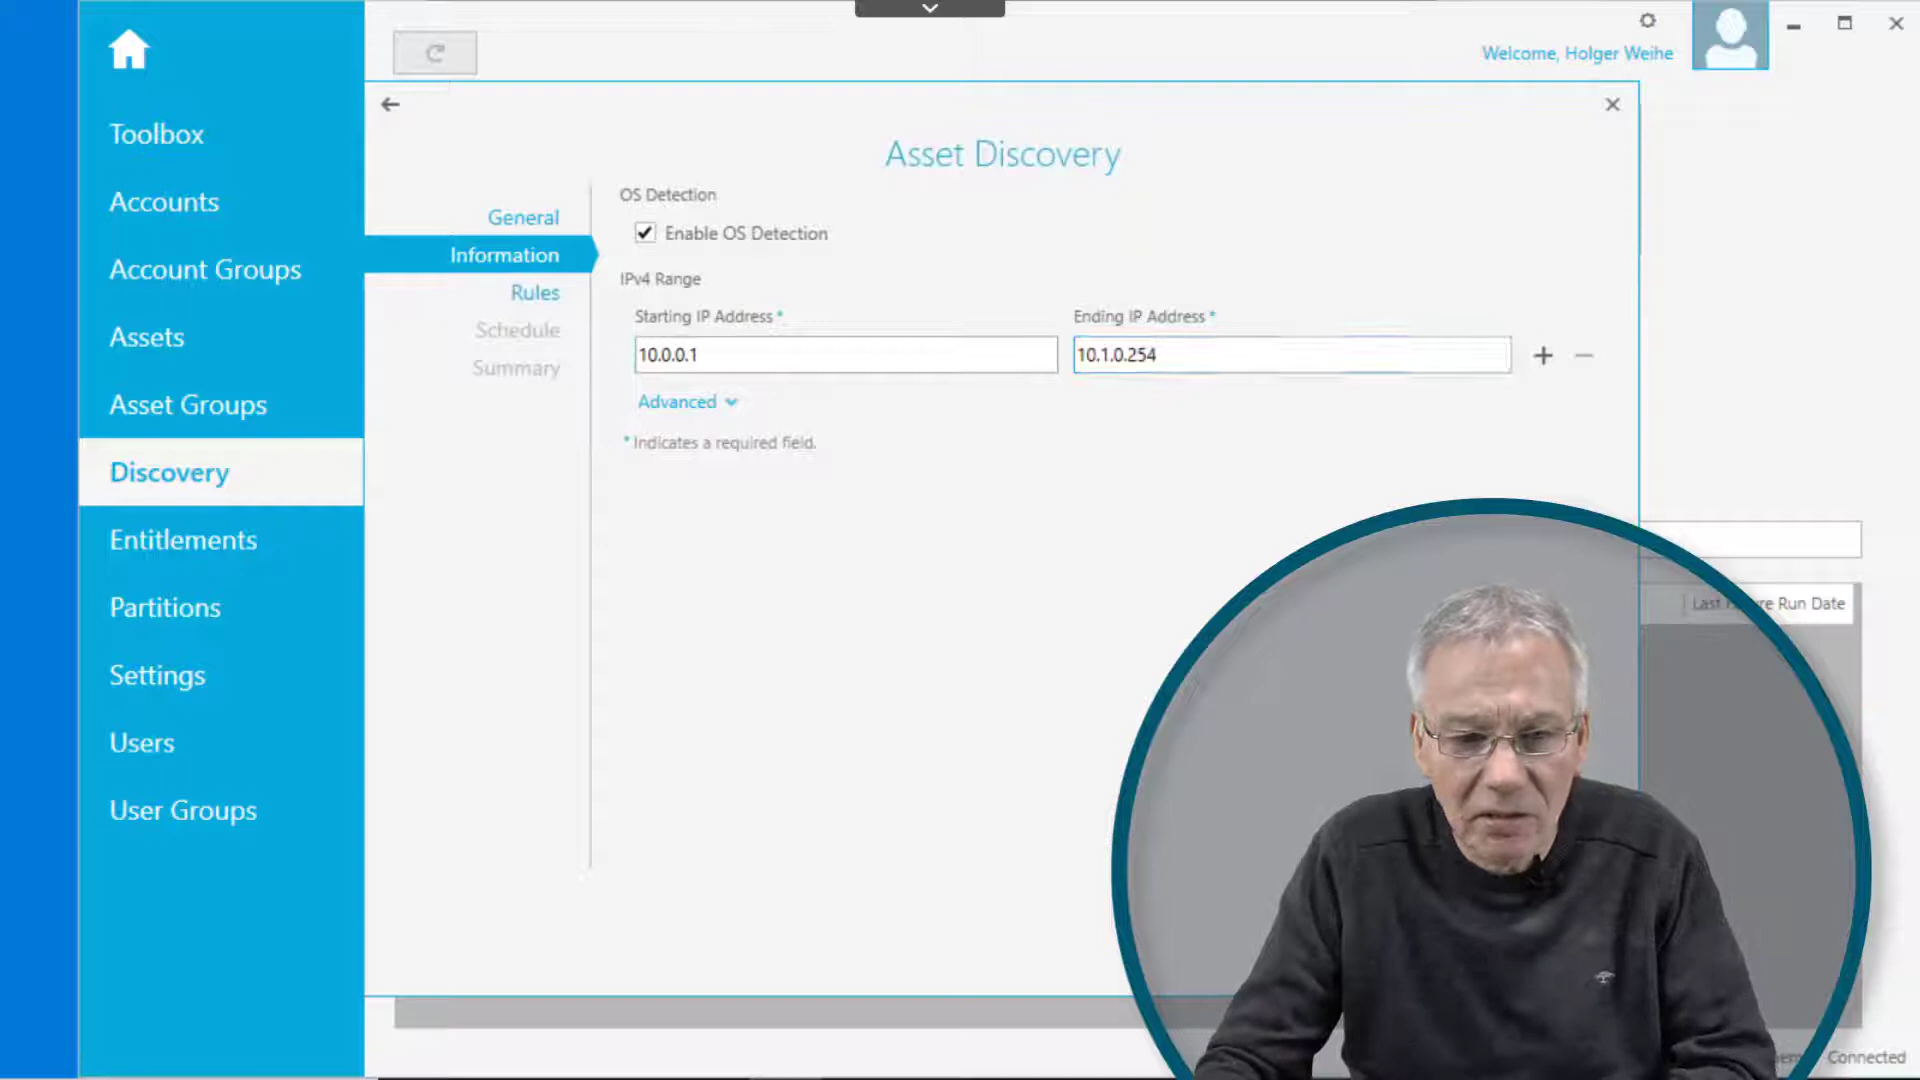 Welcome, Holger Weihe
Toolbox
Accounts
Account Groups
Assets
Asset Groups
Discovery
Entitlements
Partitions
Settings
Users
User Groups
Asset Discovery
General
Information
Rules
Schedule
Summary
OS Detection
Enable OS Detection
IPv4 Range
Starting IP Address *
Ending IP Address *
10.0.0.1
10.1.0.254
Advanced
* Indicates a required field.
Run Date
Connected